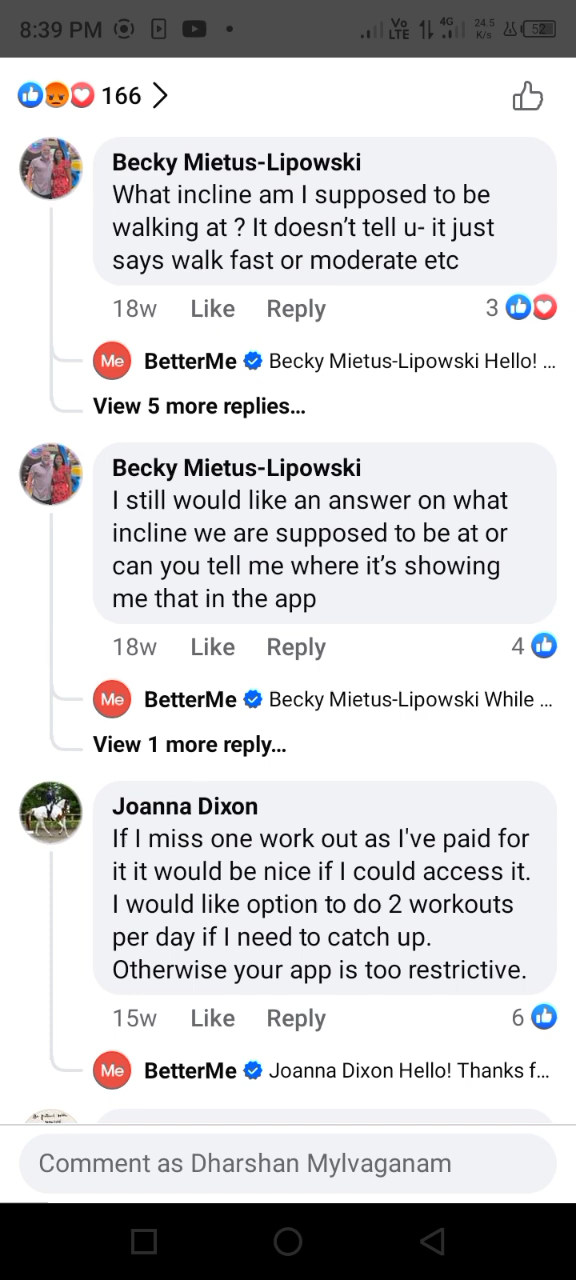 8:39 PM
Vo LTE 4G 24.5 K/s 52
166
Becky Mietus-Lipowski
What incline am I supposed to be
walking at ? It doesn’t tell u- it just
says walk fast or moderate etc
18w Like Reply 3
Me BetterMe Becky Mietus-Lipowski Hello! ...
View 5 more replies...
Becky Mietus-Lipowski
I still would like an answer on what
incline we are supposed to be at or
can you tell me where it’s showing
me that in the app
18w Like Reply 4
Me BetterMe Becky Mietus-Lipowski While ...
View 1 more reply...
Joanna Dixon
If I miss one work out as I've paid for
it it would be nice if I could access it.
I would like option to do 2 workouts
per day if I need to catch up.
Otherwise your app is too restrictive.
15w Like Reply 6
Me BetterMe Joanna Dixon Hello! Thanks f...
Comment as Dharshan Mylvaganam